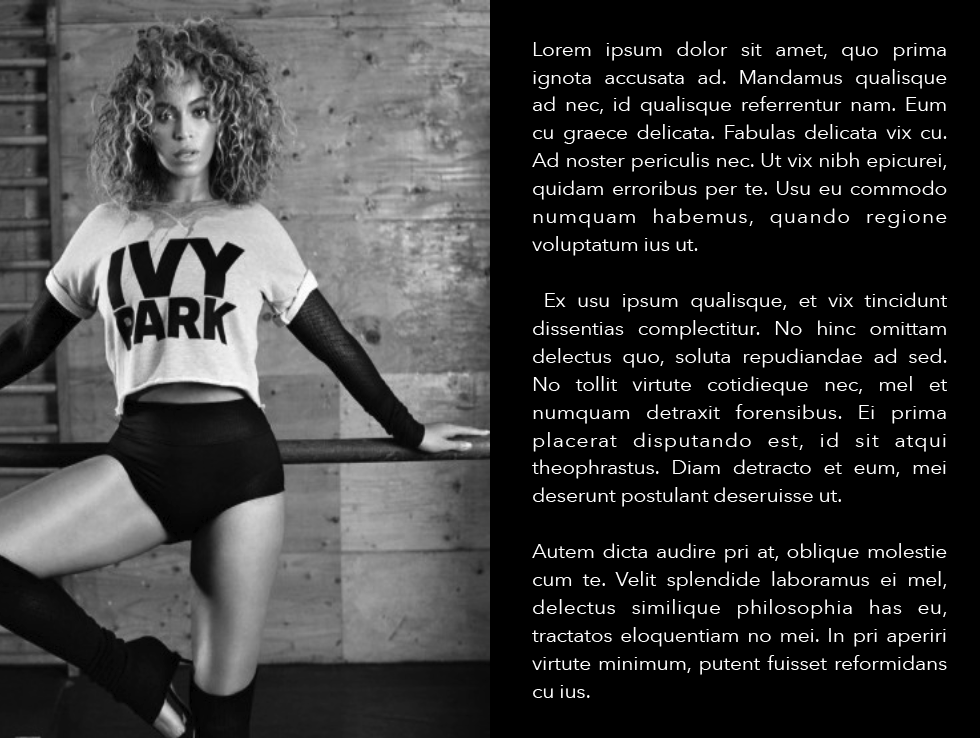 IVY
PARK
Lorem ipsum dolor sit amet, quo prima
ignota accusata ad. Mandamus qualisque
ad nec, id qualisque referrentur nam. Eum
cu graece delicata. Fabulas delicata vix cu.
Ad noster periculis nec. Ut vix nibh epicurei,
quidam erroribus per te. Usu eu commodo
numquam habemus, quando regione
voluptatum ius ut.
Ex usu ipsum qualisque, et vix tincidunt
dissentias complectitur. No hinc omittam
delectus quo, soluta repudiandae ad sed.
No tollit virtute cotidieque nec, mel et
numquam detraxit forensibus. Ei prima
placerat disputando est, id sit atqui
theophrastus. Diam detracto et eum, mei
deserunt postulant deseruisse ut.
Autem dicta audire pri at, oblique molestie
cum te. Velit splendide laboramus ei mel,
delectus similique philosophia has eu,
tractatos eloquentiam no mei. In pri aperiri
virtute minimum, putent fuisset reformidans
cu ius.